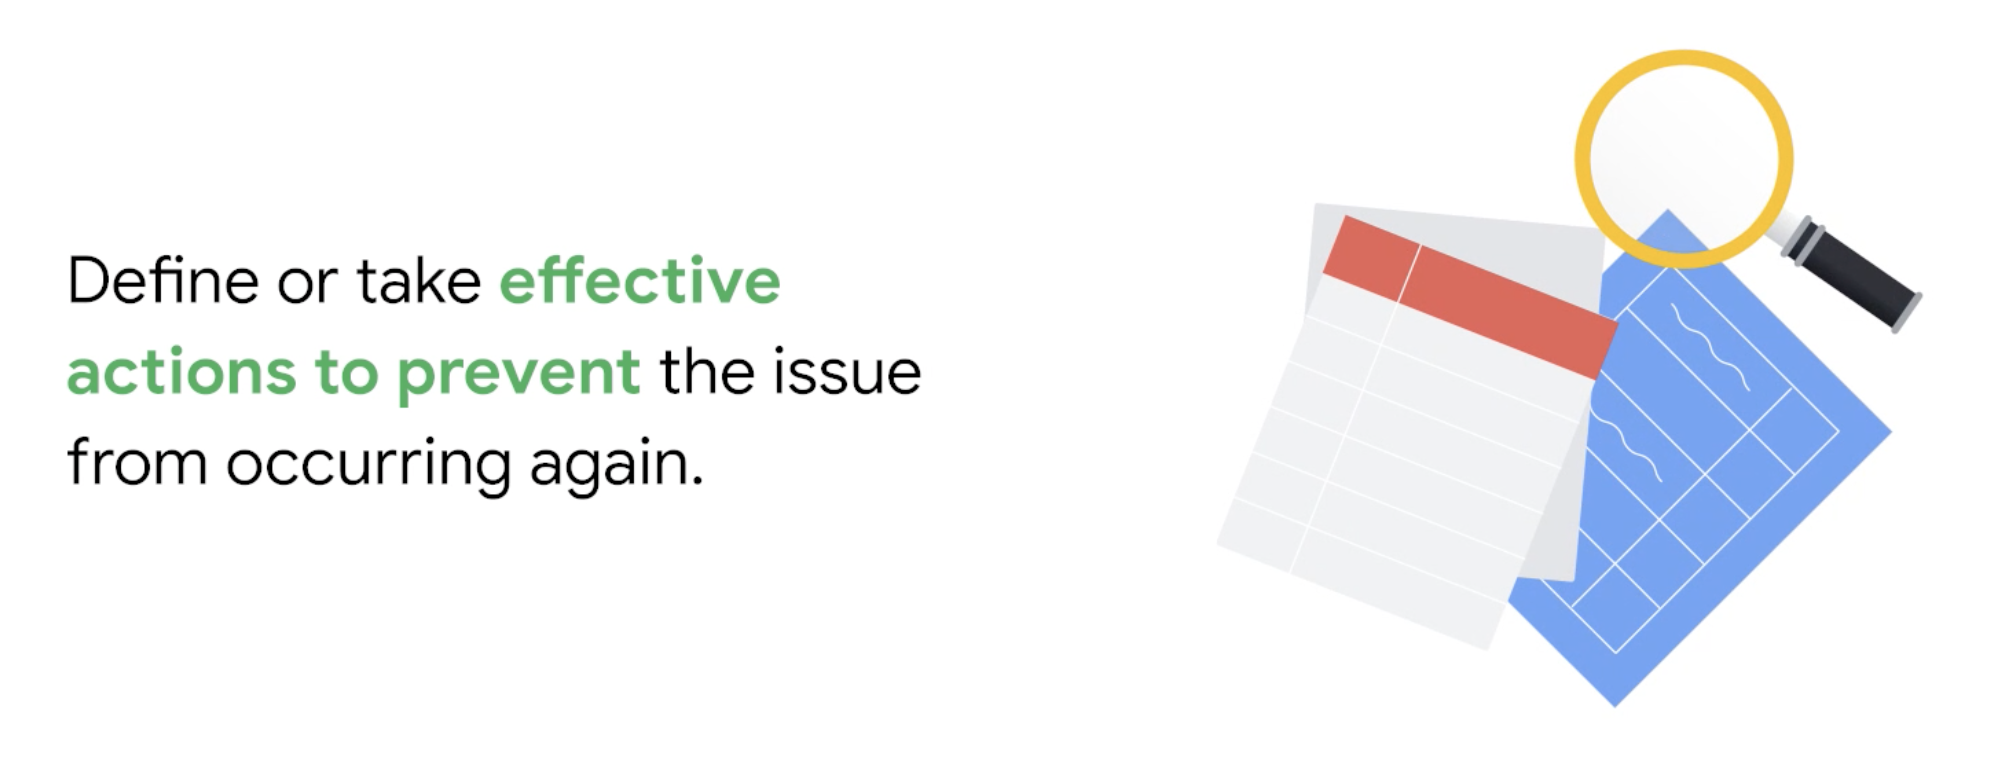 Define or take effective
actions to prevent the issue
from occurring again.